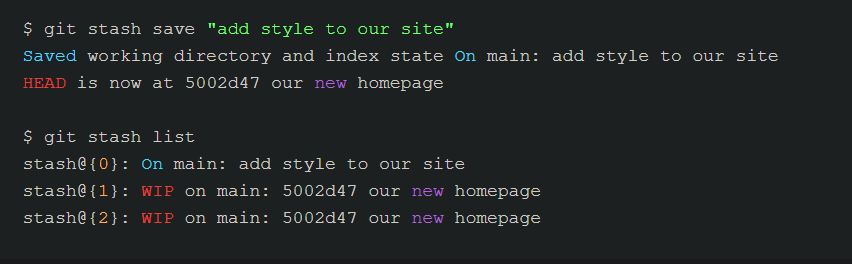 $ git stash save "add style to our site"
Saved working directory and index state On main: add style to our site
HEAD is now at 5002d47 our new homepage
$ git stash list
stash@{0}: On main: add style to our site
stash@{1}: WIP on main: 5002d47 our new homepage
stash@{2}: WIP on main: 5002d47 our new homepage